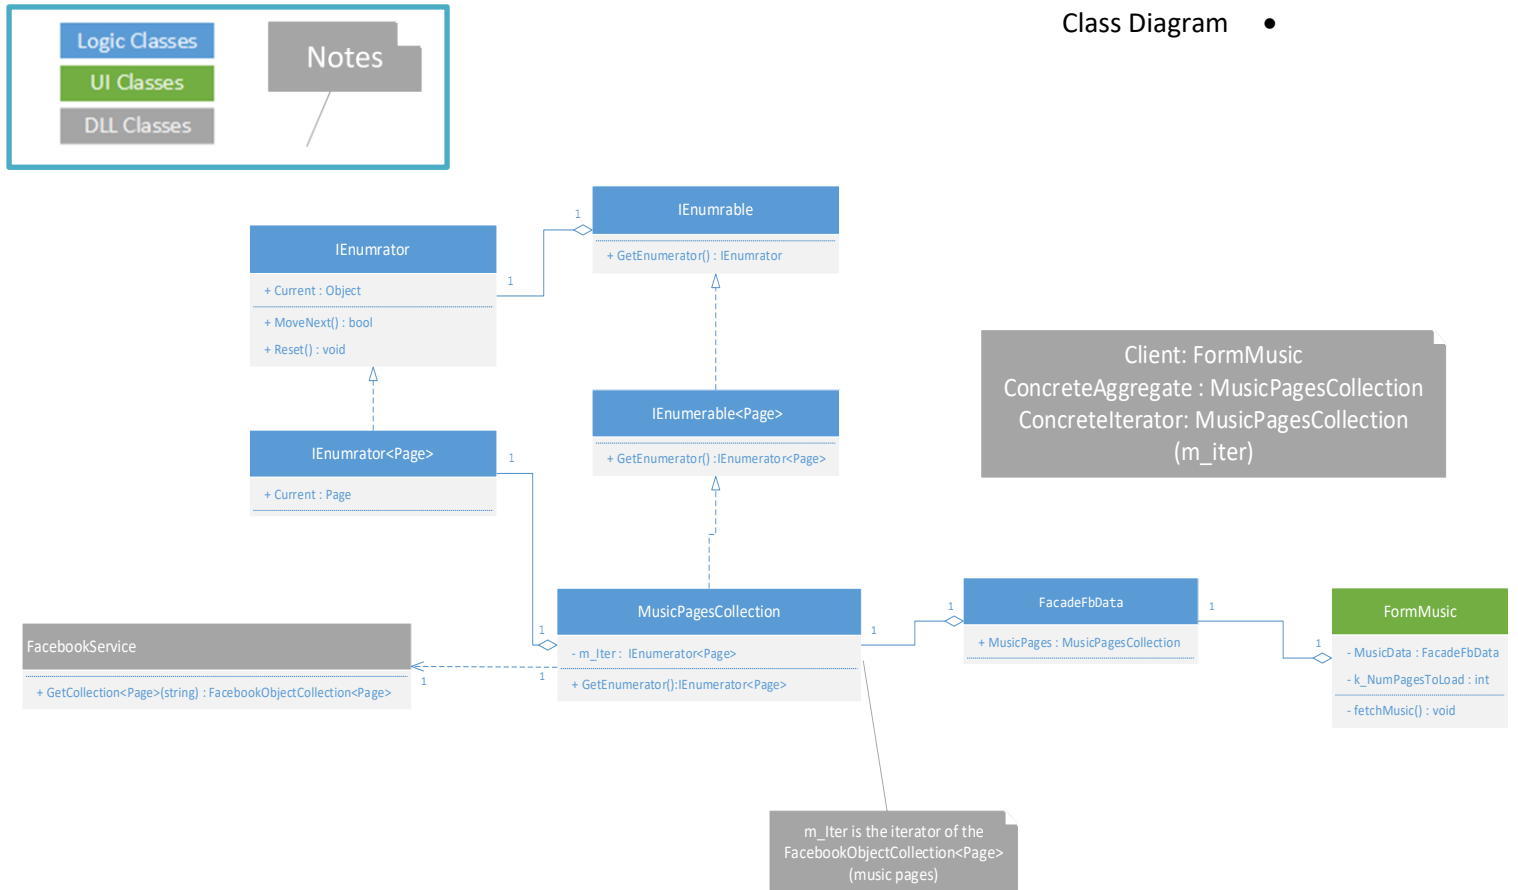 Class Diagram •
Logic Classes
UI Classes
DLL Classes
Notes
IEnumrable
+ GetEnumerator() : IEnumrator
1
1
IEnumrator
+ Current : Object
+ MoveNext() : bool
+ Reset() : void
Client: FormMusic
ConcreteAggregate : MusicPagesCollection
ConcreteIterator: MusicPagesCollection
(m_iter)
IEnumerable<Page>
+ GetEnumerator() :IEnumerator<Page>
IEnumrator<Page>
+ Current : Page
1
1
MusicPagesCollection
- m_Iter : IEnumerator<Page>
+ GetEnumerator():IEnumerator<Page>
1
1
FacadeFbData
+ MusicPages : MusicPagesCollection
1
1
FormMusic
- MusicData : FacadeFbData
- k_NumPagesToLoad : int
- fetchMusic() : void
FacebookService
+ GetCollection<Page>(string) : FacebookObjectCollection<Page>
1
1
m_Iter is the iterator of the
FacebookObjectCollection<Page>
(music pages)